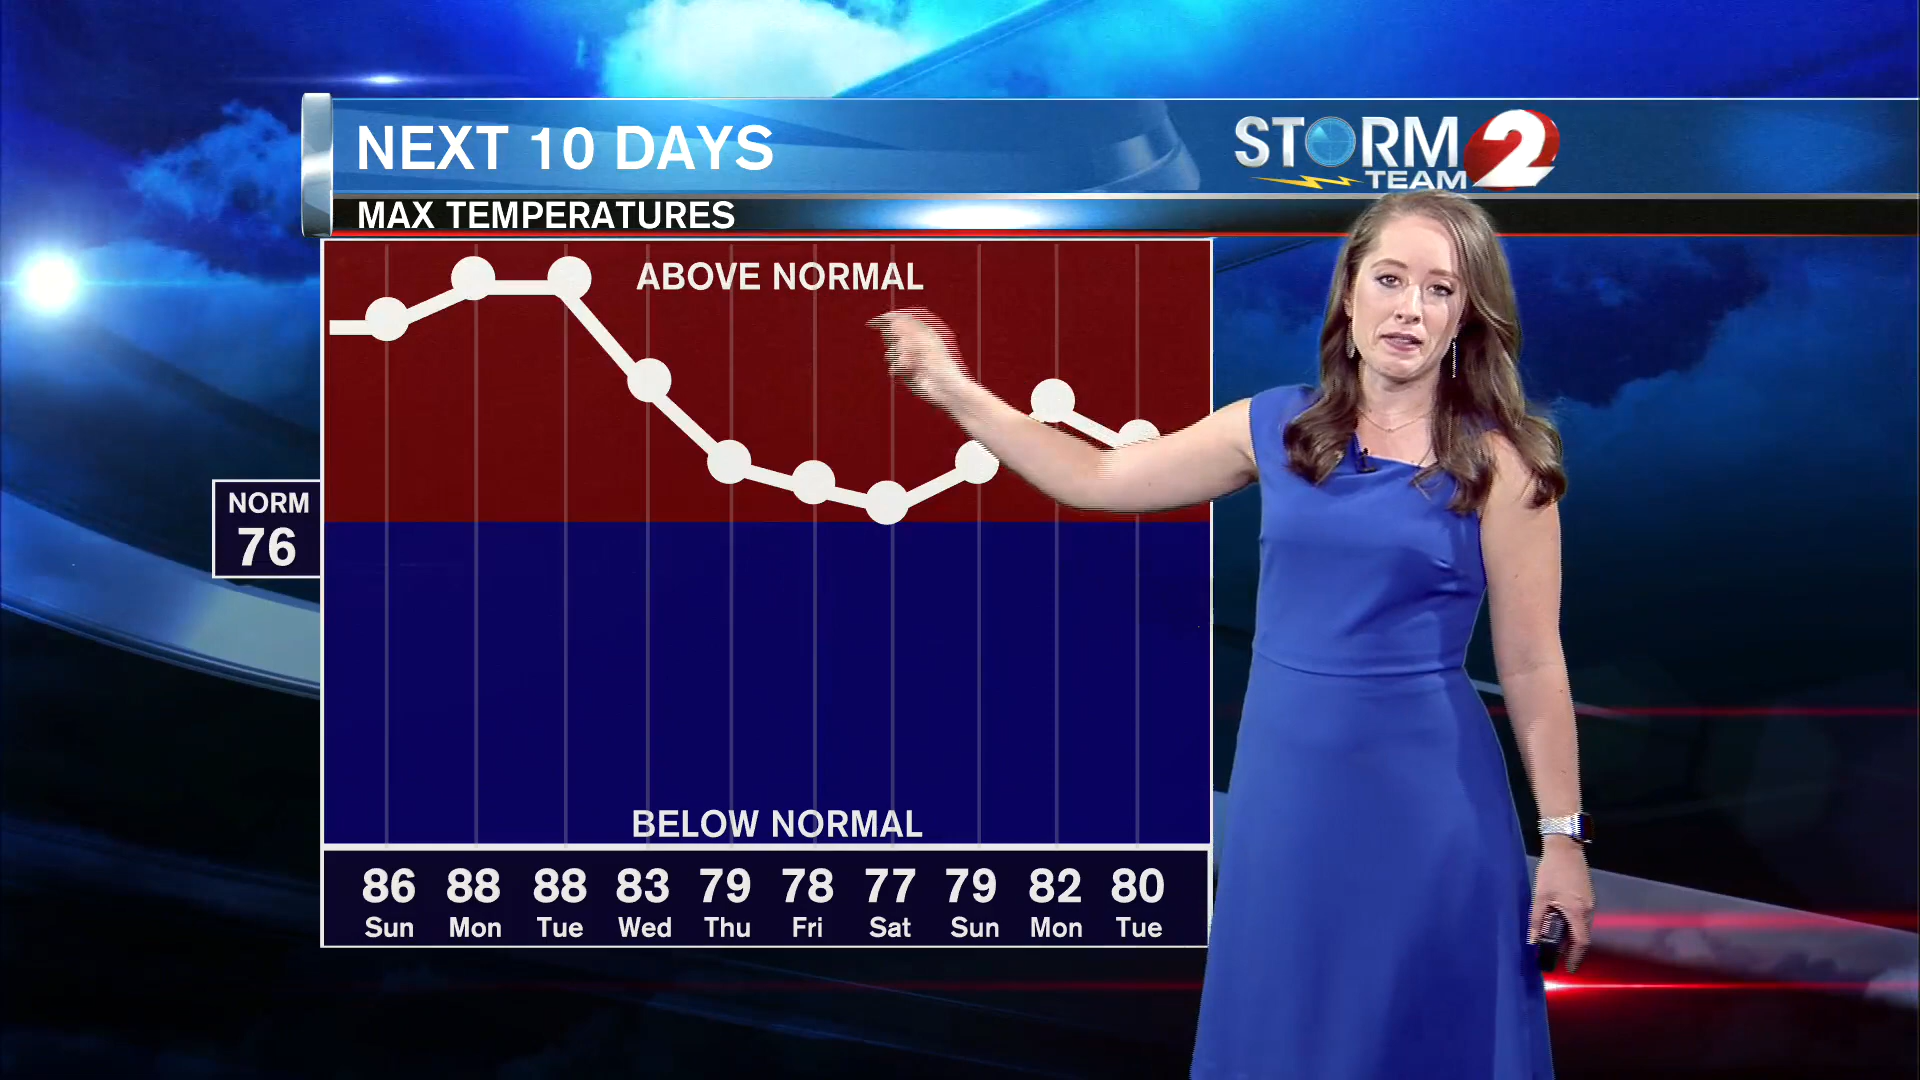 NEXT 10 DAYS
STORM 2
TEAM
MAX TEMPERATURES
ABOVE NORMAL
NORM
76
BELOW NORMAL
86 88 88 83 79 78 77 79 82 80
Sun Mon Tue Wed Thu Fri Sat Sun Mon Tue